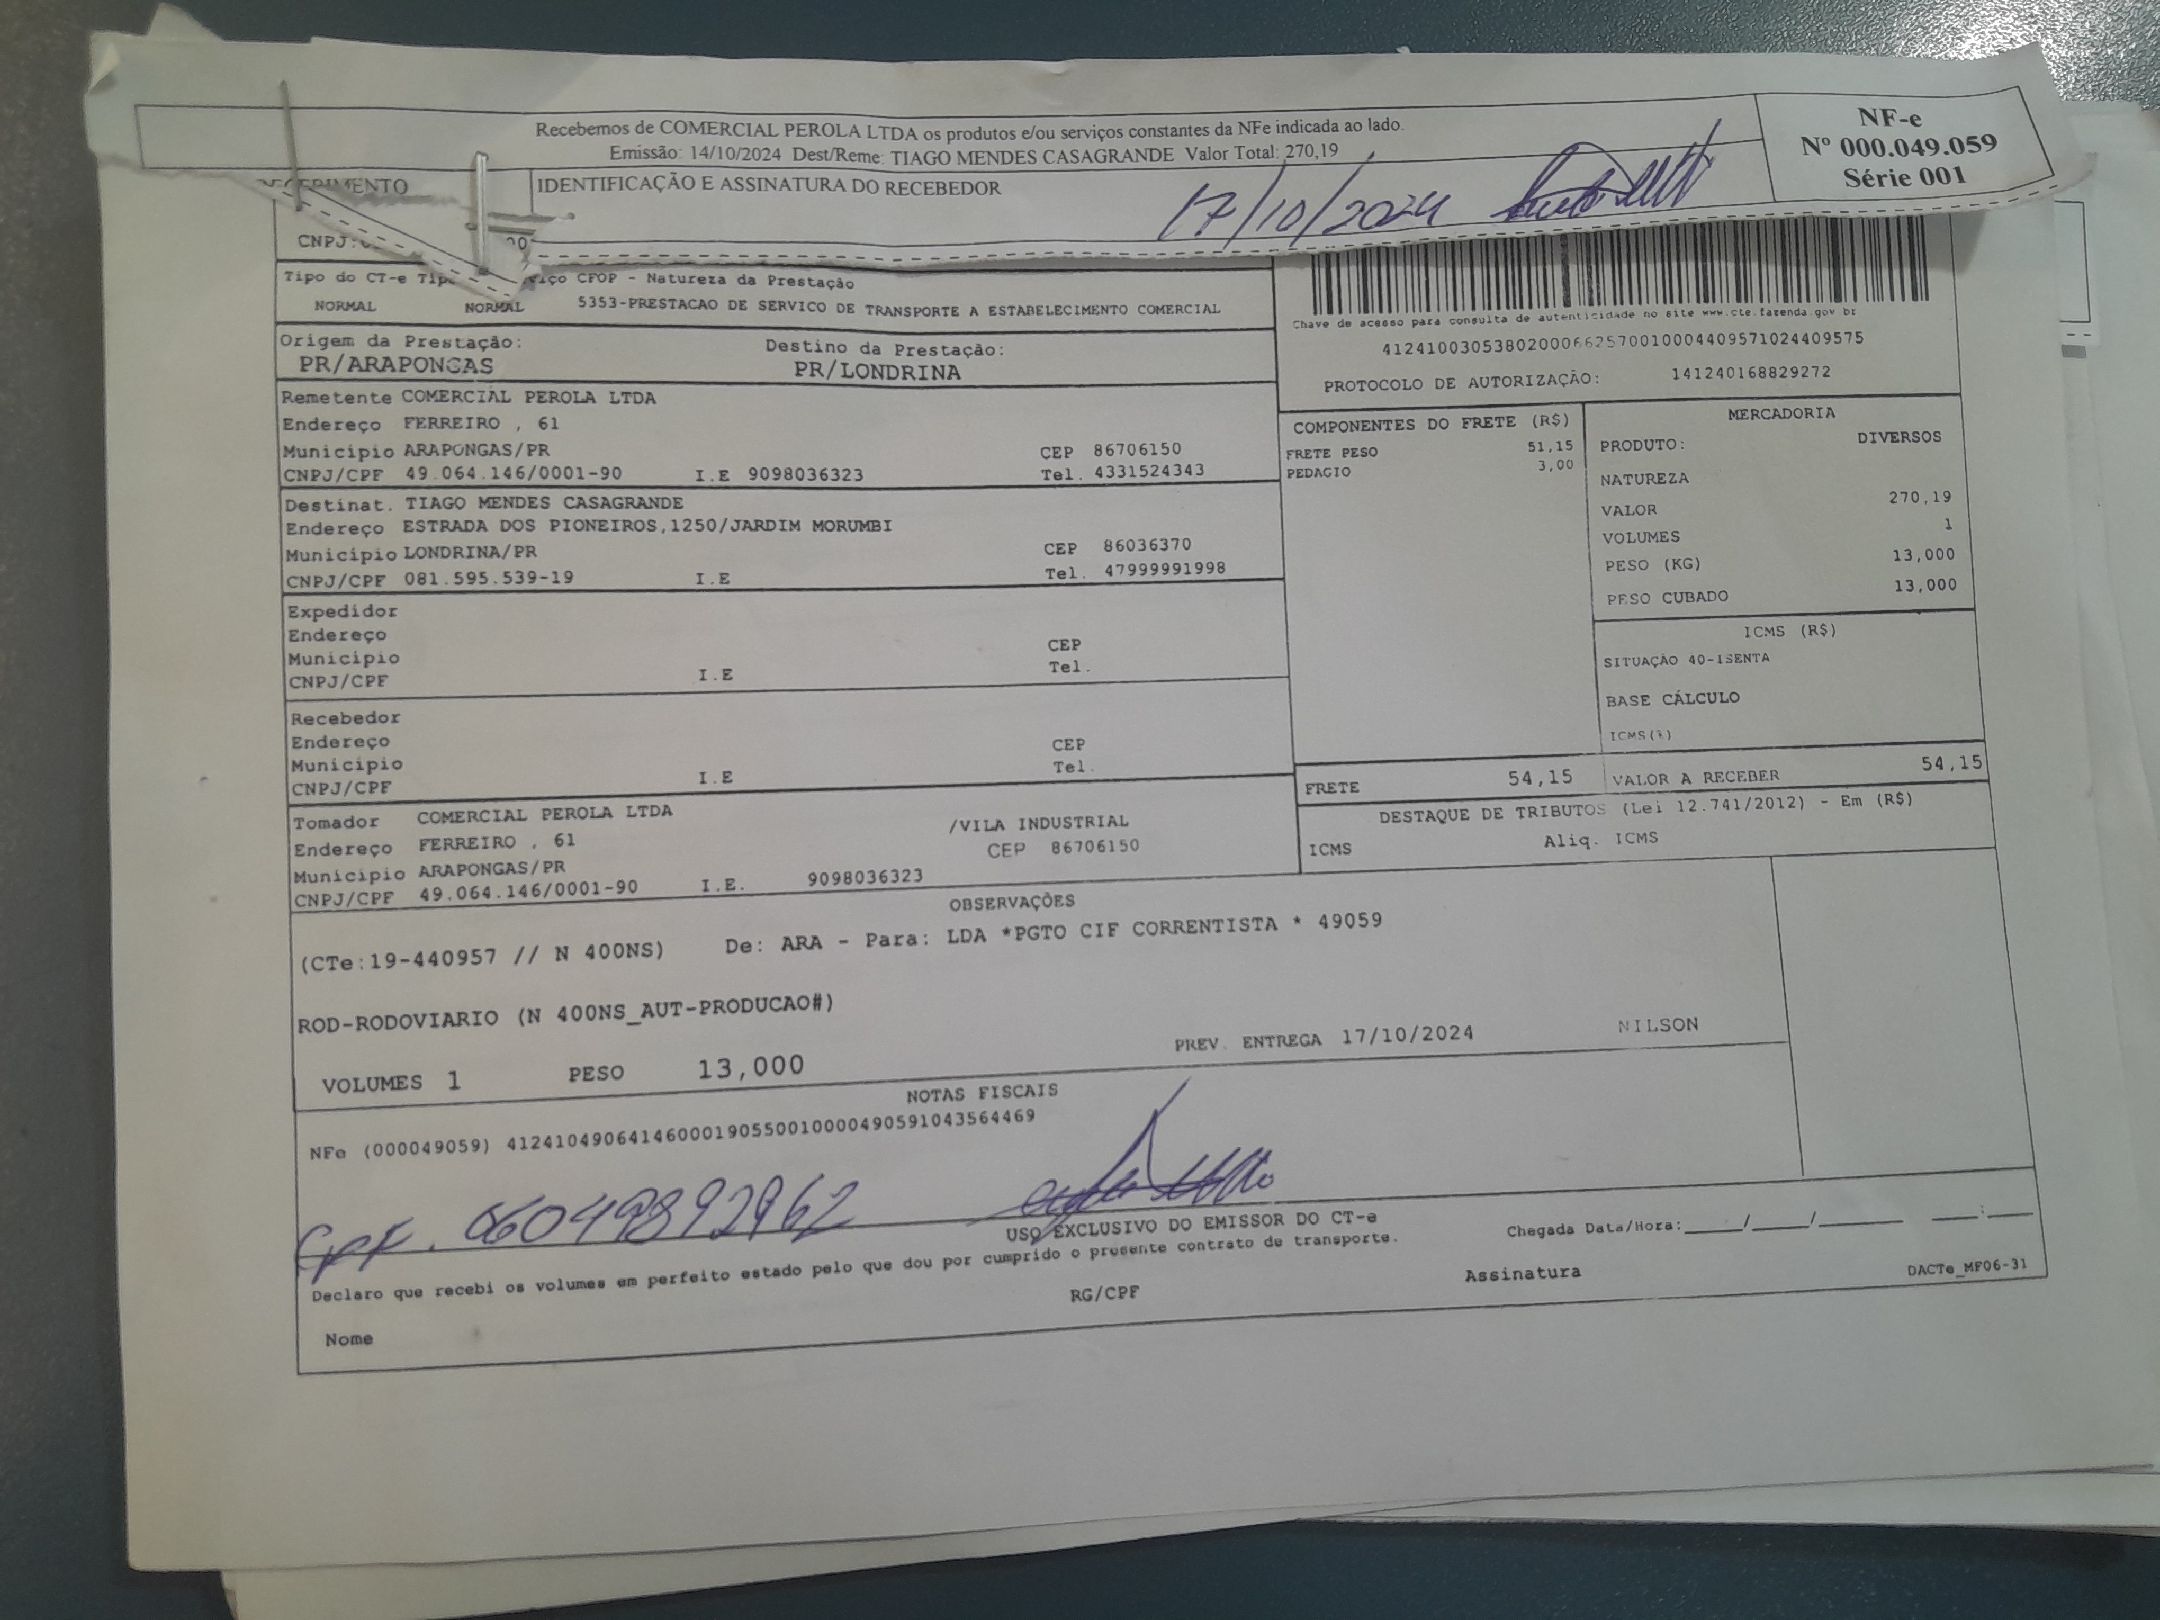 Recebemos de COMERCIAL PEROLA LTDA os produtos e/ou serviços constantes da NFe indicada ao lado.
Emissão: 14/10/2024 Dest/Reme: TIAGO MENDES CASAGRANDE Valor Total: 270,19
NF-e
Nº 000.049.059
Série 001
IDENTIFICAÇÃO E ASSINATURA DO RECEBEDOR
17/10/2024
CNPJ:
Tipo do CT-e
CFOP - Natureza da Prestação
NORMAL NORMAL 5353-PRESTACAO DE SERVICO DE TRANSPORTE A ESTABELECIMENTO COMERCIAL
Chave de acesso para consulta de autenticidade no site www.cte.fazenda.gov br
41241003053802000662570010004409571024409575
PROTOCOLO DE AUTORIZAÇÃO: 141240168829272
Origem da Prestação: Destino da Prestação:
PR/ARAPONGAS PR/LONDRINA
Remetente COMERCIAL PEROLA LTDA
Endereço FERREIRO , 61
Município ARAPONGAS/PR CEP 86706150
CNPJ/CPF 49.064.146/0001-90 I.E 9098036323 Tel. 4331524343
Destinat. TIAGO MENDES CASAGRANDE
Endereço ESTRADA DOS PIONEIROS,1250/JARDIM MORUMBI
Município LONDRINA/PR CEP 86036370
CNPJ/CPF 081.595.539-19 I.E Tel. 47999991998
Expedidor
Endereço
Município CEP
CNPJ/CPF I.E Tel.
Recebedor
Endereço
Município CEP
CNPJ/CPF I.E Tel.
Tomador COMERCIAL PEROLA LTDA
Endereço FERREIRO , 61 /VILA INDUSTRIAL
Município ARAPONGAS/PR CEP 86706150
CNPJ/CPF 49.064.146/0001-90 I.E. 9098036323
COMPONENTES DO FRETE (R$)
FRETE PESO 51,15
PEDAGIO 3,00
MERCADORIA
PRODUTO: DIVERSOS
NATUREZA
VALOR 270,19
VOLUMES 1
PESO (KG) 13,000
PESO CUBADO 13,000
ICMS (R$)
SITUAÇÃO 40-ISENTA
BASE CÁLCULO
ICMS(%)
FRETE 54,15 VALOR A RECEBER 54,15
DESTAQUE DE TRIBUTOS (Lei 12.741/2012) - Em (R$)
ICMS Aliq. ICMS
OBSERVAÇÕES
(CTe:19-440957 // N 400NS) De: ARA - Para: LDA *PGTO CIF CORRENTISTA * 49059
ROD-RODOVIARIO (N 400NS_AUT-PRODUCAO#)
VOLUMES 1 PESO 13,000 PREV. ENTREGA 17/10/2024 NILSON
NOTAS FISCAIS
NFe (000049059) 41241049064146000190550010000490591043564469
CPF. 06049892962
USO EXCLUSIVO DO EMISSOR DO CT-e
Declaro que recebi os volumes em perfeito estado pelo que dou por cumprido o presente contrato de transporte.
Chegada Data/Hora:____/____/______ ___:___
Nome RG/CPF Assinatura DACTe_MF06-31